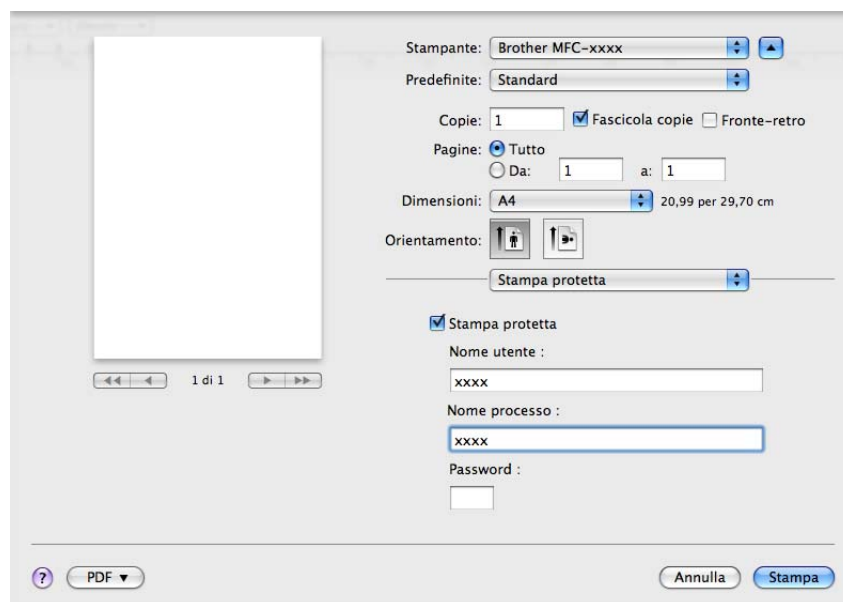 Stampante: Brother MFC-xxxx
Predefinite: Standard
Copie: 1 Fascicola copie Fronte-retro
Pagine: Tutto
Da: 1 a: 1
Dimensioni: A4 20,99 per 29,70 cm
Orientamento:
Stampa protetta
Stampa protetta
Nome utente :
xxxx
Nome processo :
xxxx
Password :
1 di 1
? PDF ▼ Annulla Stampa